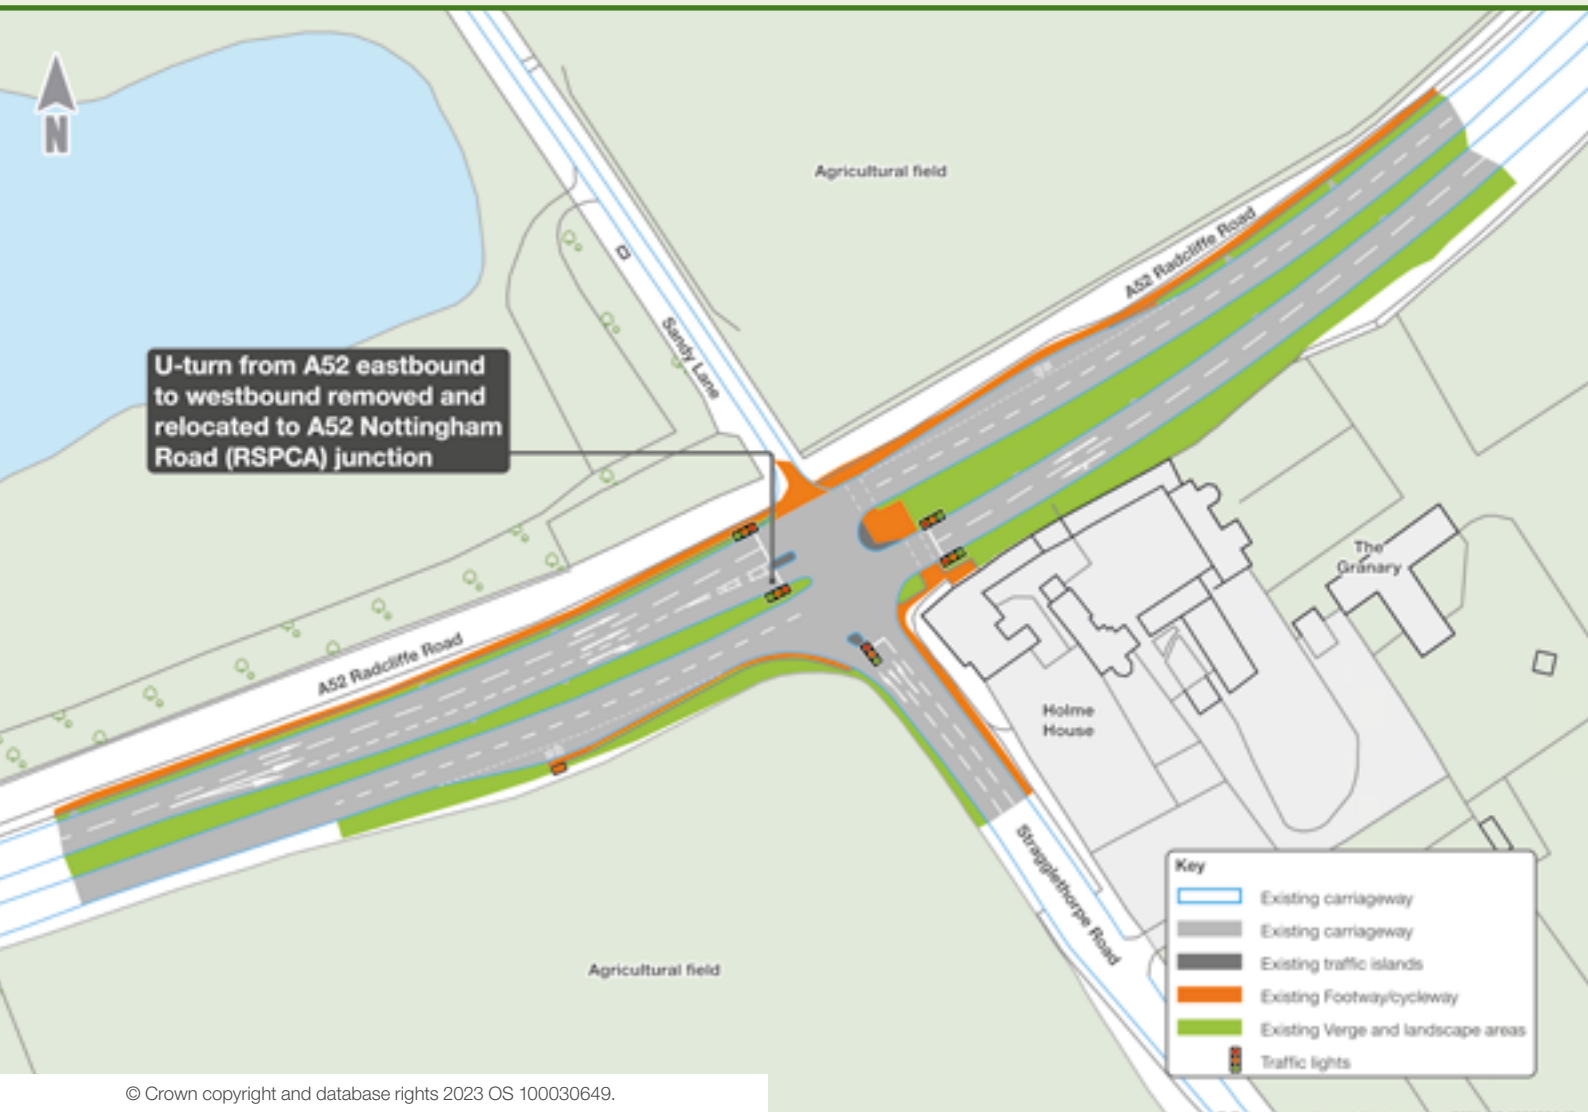 N
Agricultural field
A52 Radcliffe Road
Sandy Lane
U-turn from A52 eastbound
to westbound removed and
relocated to A52 Nottingham
Road (RSPCA) junction
The
Granary
A52 Radcliffe Road
Holme
House
Stragglethorpe Road
Agricultural field
Key
Existing carriageway
Existing carriageway
Existing traffic islands
Existing Footway/cycleway
Existing Verge and landscape areas
Traffic lights
© Crown copyright and database rights 2023 OS 100030649.